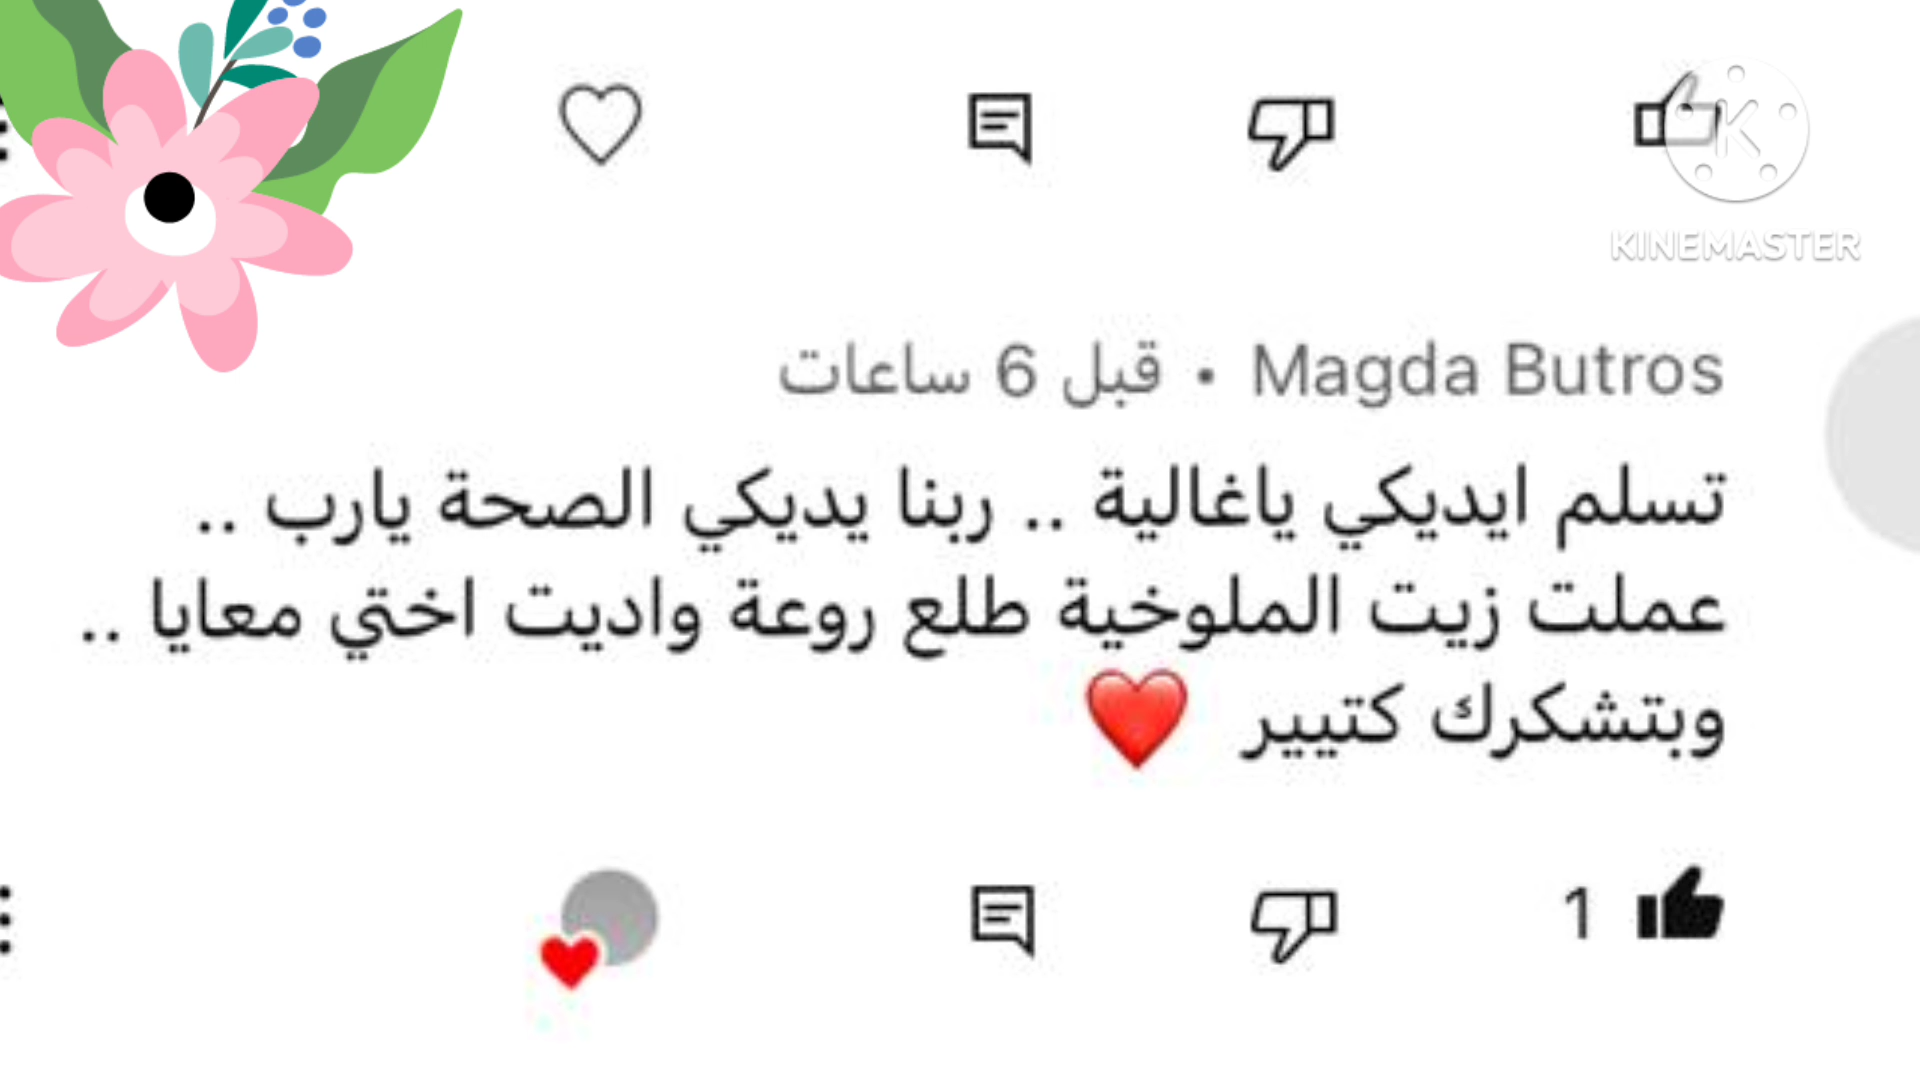 KINEMASTER
Magda Butros • قبل 6 ساعات
تسلم ايديكي ياغالية .. ربنا يديكي الصحة يارب ..
عملت زيت الملوخية طلع روعة واديت اختي معايا ..
وبتشكرك كتيير ❤️
1